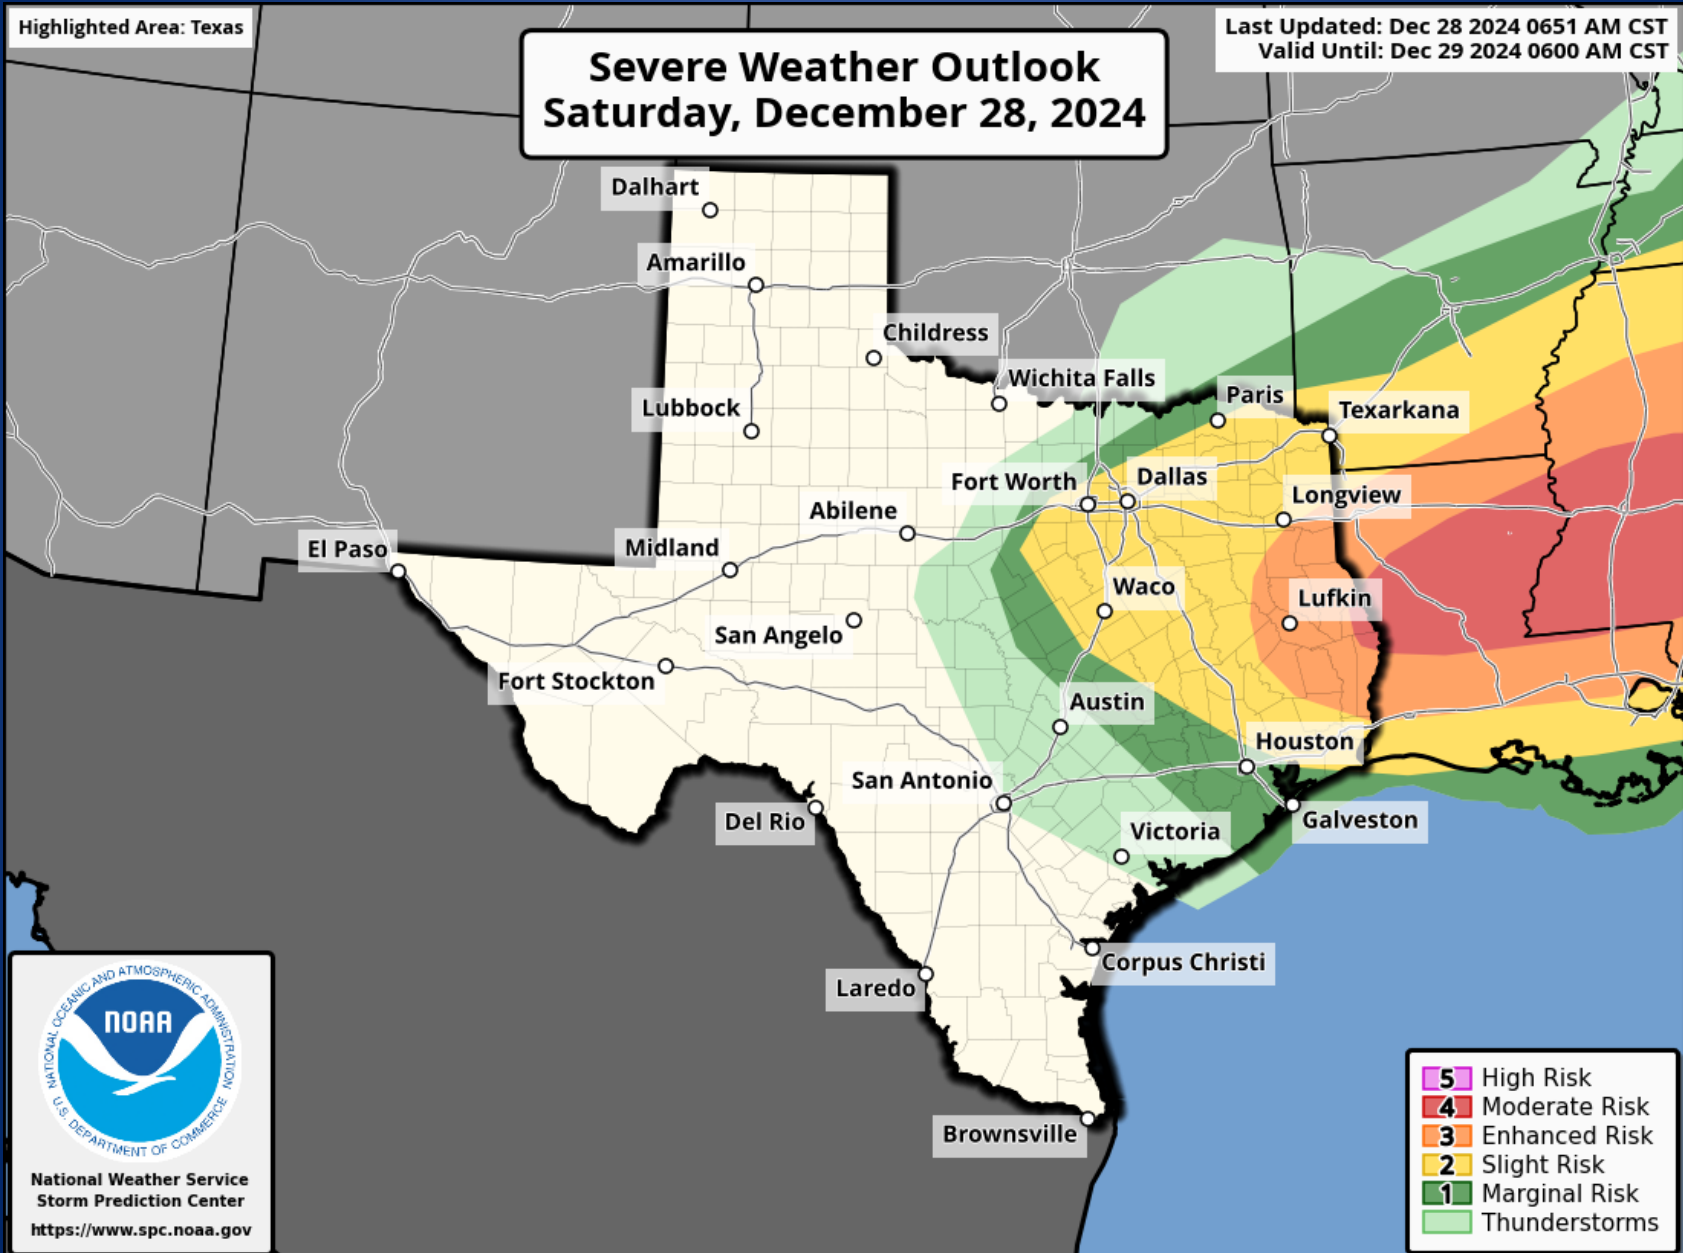 Highlighted Area: Texas
Severe Weather Outlook
Saturday, December 28, 2024
Last Updated: Dec 28 2024 0651 AM CST
Valid Until: Dec 29 2024 0600 AM CST
Dalhart
Amarillo
Childress
Wichita Falls
Paris
Texarkana
Lubbock
Fort Worth
Dallas
Longview
Abilene
El Paso
Midland
Waco
Lufkin
San Angelo
Fort Stockton
Austin
Houston
San Antonio
Del Rio
Victoria
Galveston
Corpus Christi
Laredo
Brownsville
NATIONAL OCEANIC AND ATMOSPHERIC ADMINISTRATION
NOAA
U.S. DEPARTMENT OF COMMERCE
National Weather Service
Storm Prediction Center
https://www.spc.noaa.gov
5 High Risk
4 Moderate Risk
3 Enhanced Risk
2 Slight Risk
1 Marginal Risk
Thunderstorms